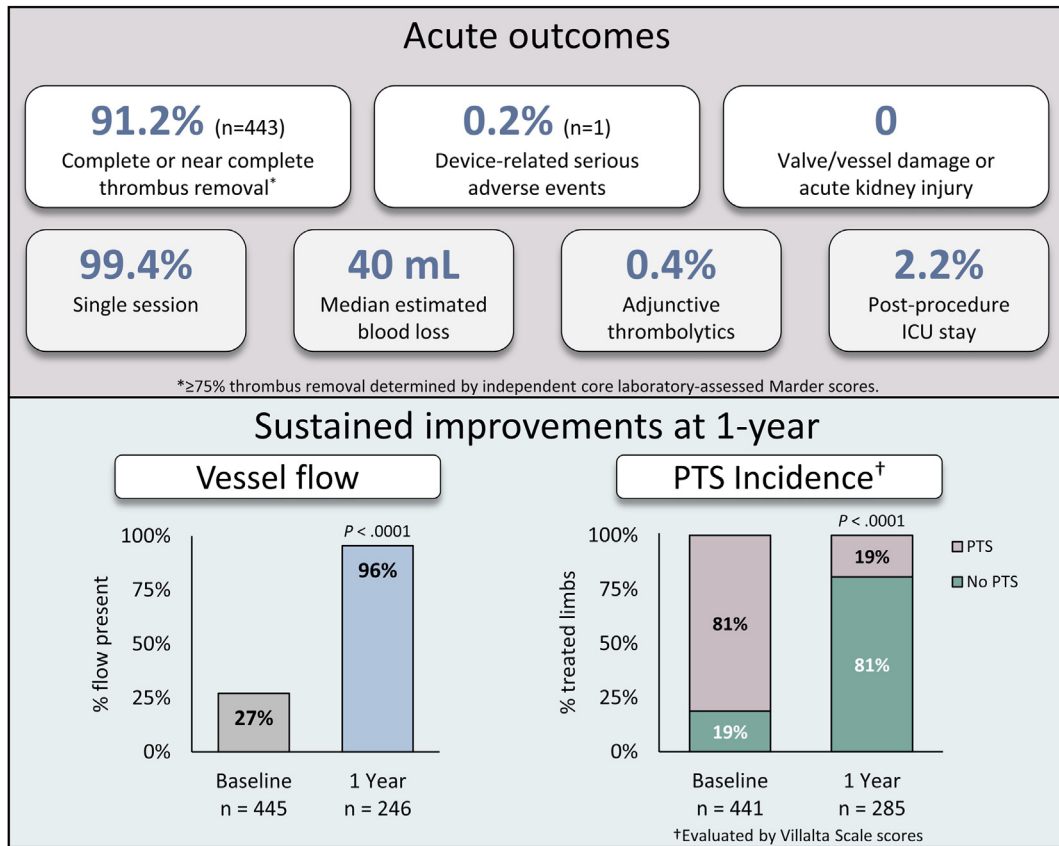 Acute outcomes
91.2% (n=443)
Complete or near complete
thrombus removal*
0.2% (n=1)
Device-related serious
adverse events
0
Valve/vessel damage or
acute kidney injury
99.4%
Single session
40 mL
Median estimated
blood loss
0.4%
Adjunctive
thrombolytics
2.2%
Post-procedure
ICU stay
*≥75% thrombus removal determined by independent core laboratory-assessed Marder scores.
Sustained improvements at 1-year
Vessel flow
% flow present
100%
75%
50%
25%
0%
P < .0001
27%
96%
Baseline
n = 445
1 Year
n = 246
PTS Incidence†
% treated limbs
100%
75%
50%
25%
0%
P < .0001
81%
19%
19%
81%
PTS
No PTS
Baseline
n = 441
1 Year
n = 285
†Evaluated by Villalta Scale scores